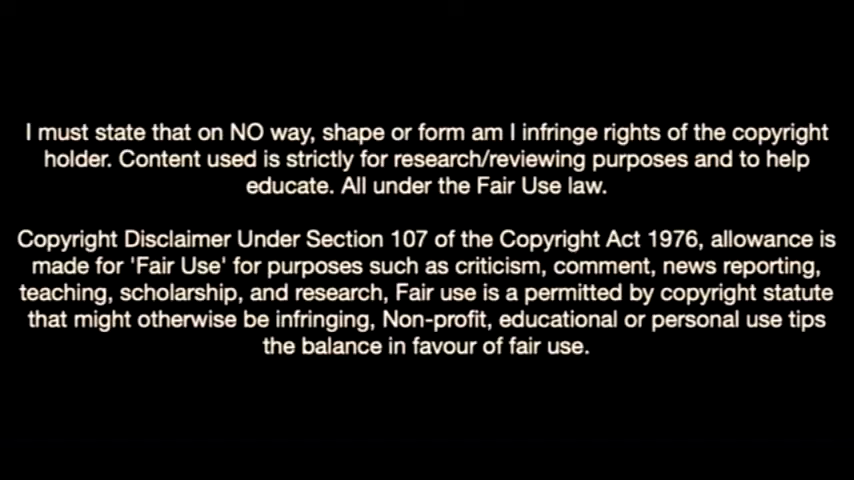 I must state that on NO way, shape or form am I infringe rights of the copyright
holder. Content used is strictly for research/reviewing purposes and to help
educate. All under the Fair Use law.
Copyright Disclaimer Under Section 107 of the Copyright Act 1976, allowance is
made for 'Fair Use' for purposes such as criticism, comment, news reporting,
teaching, scholarship, and research, Fair use is a permitted by copyright statute
that might otherwise be infringing, Non-profit, educational or personal use tips
the balance in favour of fair use.